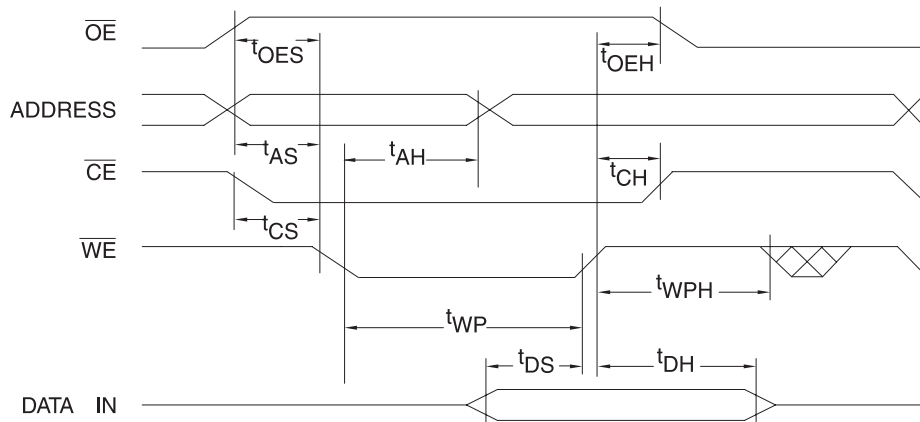 OE
tOES
tOEH
ADDRESS
tAS
tAH
CE
tCH
tCS
WE
tWPH
tWP
tDS
tDH
DATA IN